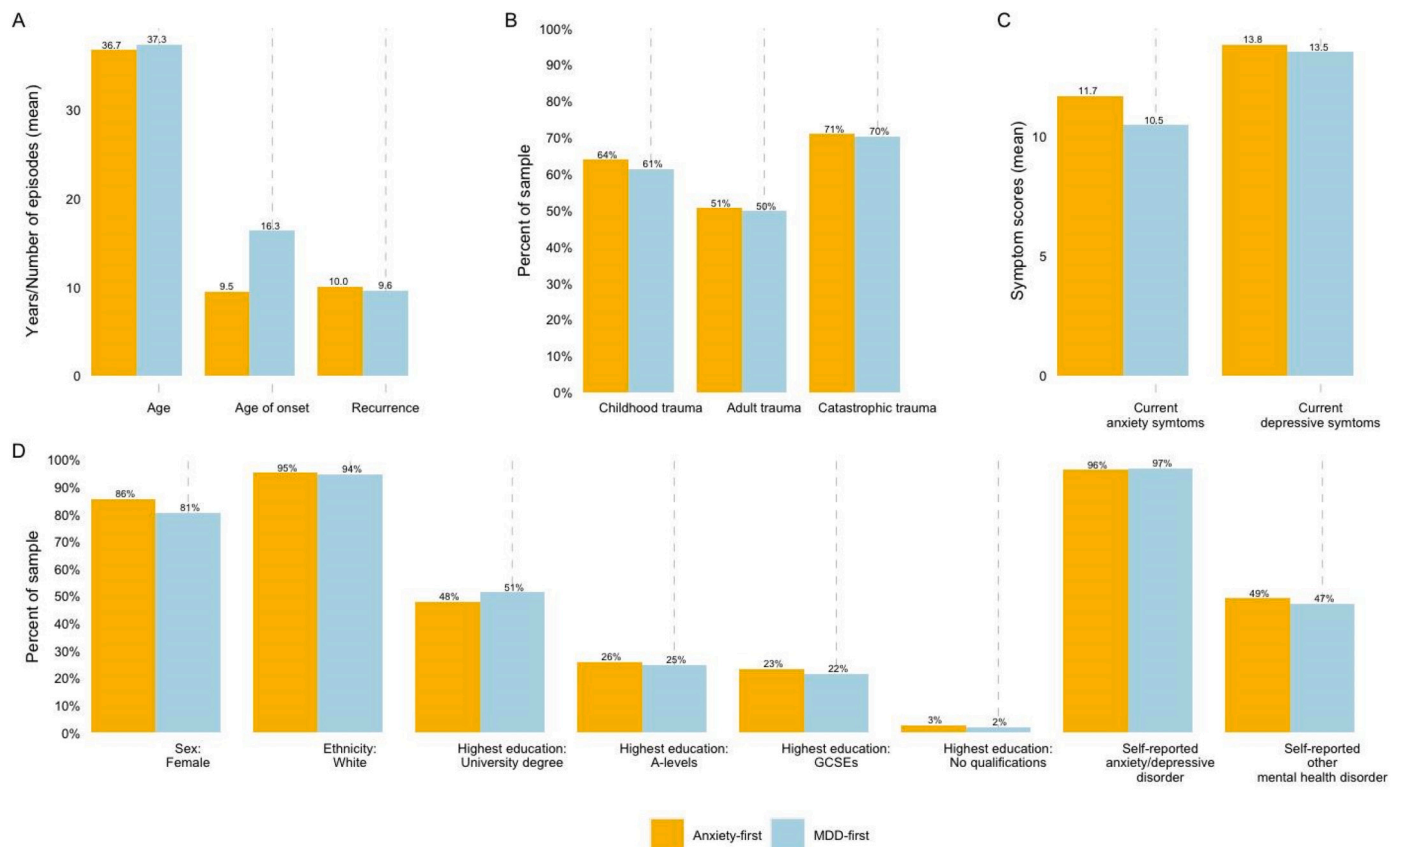 A
Years/Number of episodes (mean)
30
20
10
0
36.7
37.3
9.5
16.3
10.0
9.6
Age
Age of onset
Recurrence
B
Percent of sample
100%
90%
80%
70%
60%
50%
40%
30%
20%
10%
0%
64%
61%
51%
50%
71%
70%
Childhood trauma
Adult trauma
Catastrophic trauma
C
Symptom scores (mean)
10
5
0
11.7
10.5
13.8
13.5
Current
anxiety symtoms
Current
depressive symtoms
D
Percent of sample
100%
90%
80%
70%
60%
50%
40%
30%
20%
10%
0%
86%
81%
95%
94%
48%
51%
26%
25%
23%
22%
3%
2%
96%
97%
49%
47%
Sex:
Female
Ethnicity:
White
Highest education:
University degree
Highest education:
A-levels
Highest education:
GCSEs
Highest education:
No qualifications
Self-reported
anxiety/depressive
disorder
Self-reported
other
mental health disorder
Anxiety-first
MDD-first